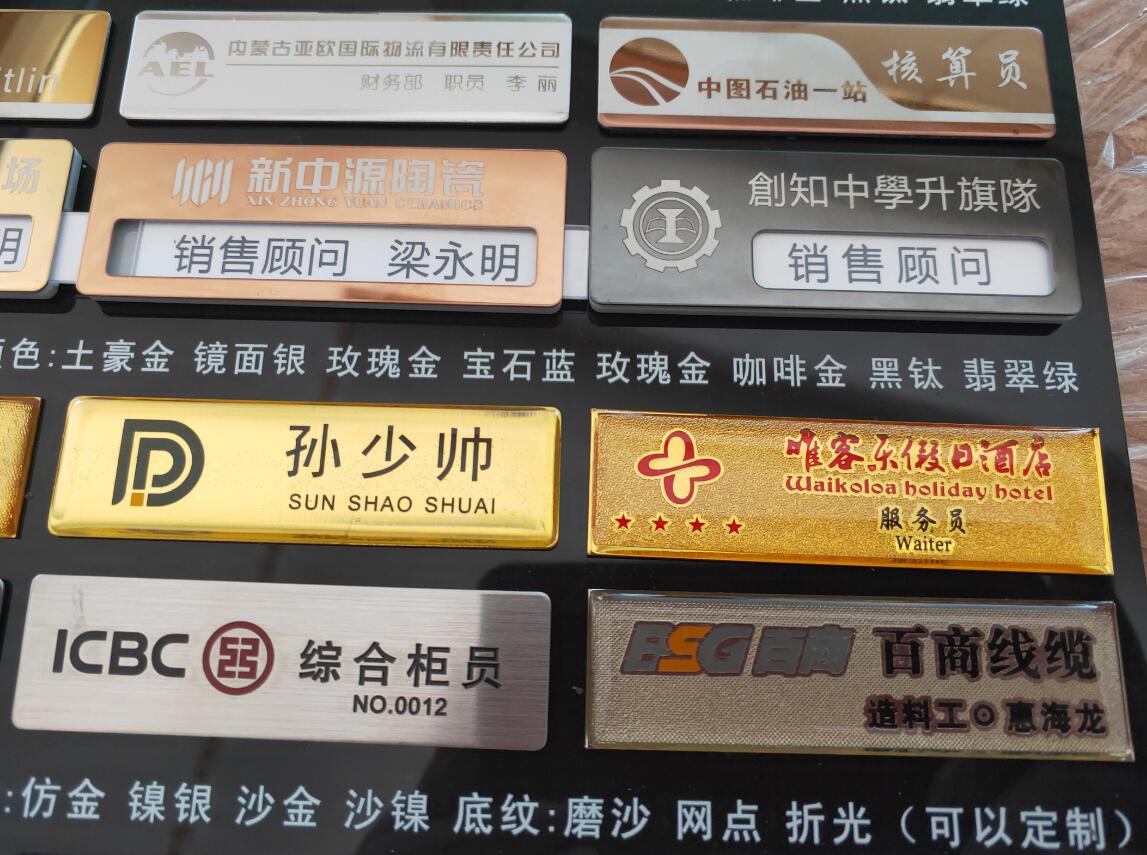 tlin
AEL
内蒙古亚欧国际物流有限责任公司
财务部 职员 李丽
中图石油一站
核算员
场
明
新中源陶瓷
XIN ZHONG YUAN CERAMICS
销售顾问 梁永明
創知中學升旗隊
销售顾问
色:土豪金 镜面银 玫瑰金 宝石蓝 玫瑰金 咖啡金 黑钛 翡翠绿
孙少帅
SUN SHAO SHUAI
唯客乐假日酒店
Waikoloa holiday hotel
服务员
Waiter
ICBC
综合柜员
NO.0012
BSG 百商 百商线缆
造料工⊙惠海龙
:仿金 镍银 沙金 沙镍 底纹:磨沙 网点 折光（可以定制）